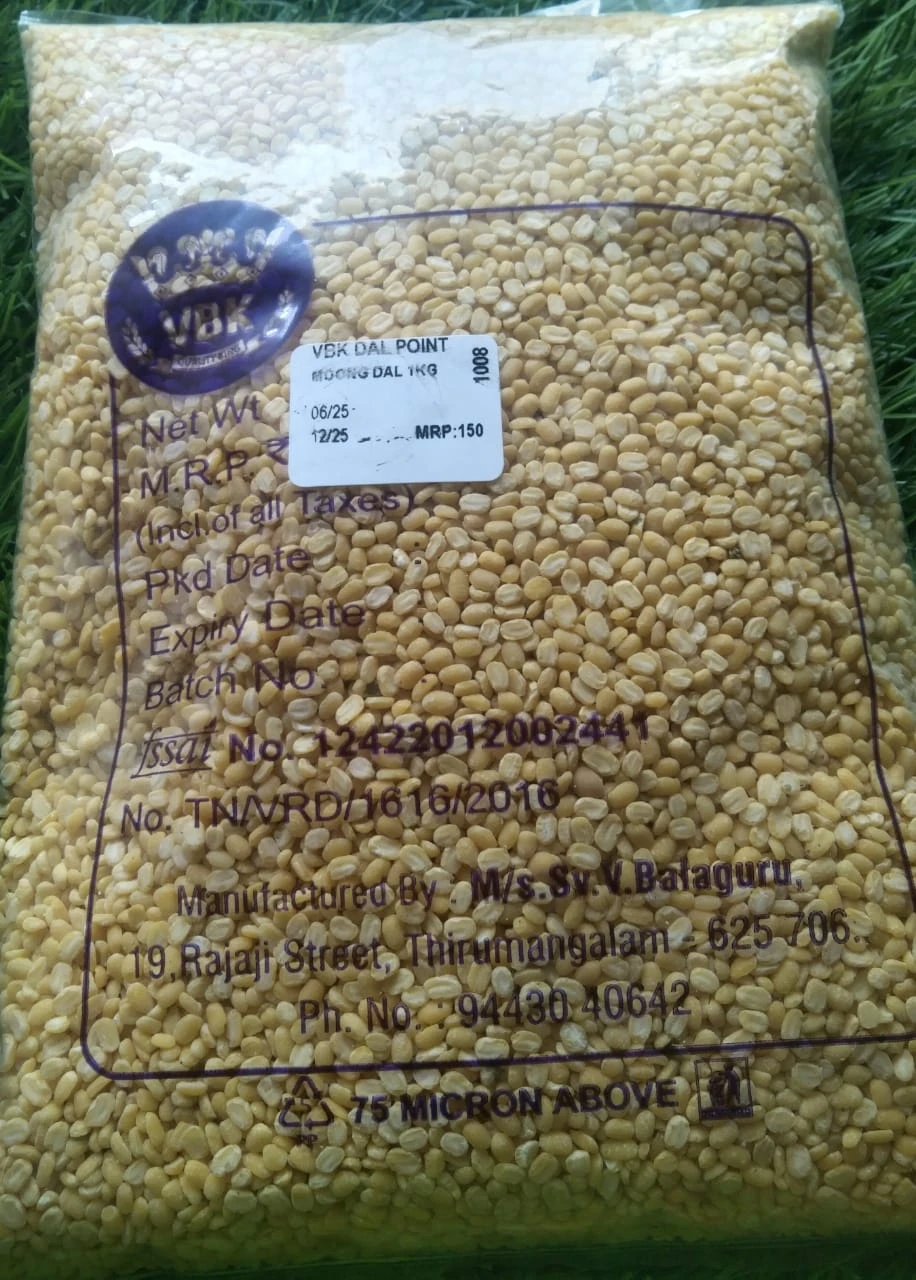 VBK
VBK DAL POINT
MOONG DAL 1KG
1008
06/25
12/25
MRP:150
Net Wt
M.R.P. ₹
(Incl.of all Taxes)
Pkd Date
Expiry Date
Batch No
fssai No. 12422012002441
No. TN/VRD/1616/2016
Manufactured By : M/s.Sv.V.Balaguru,
19,Rajaji Street, Thirumangalam - 625 706.
Ph. No. : 94430 40642
75 MICRON ABOVE
PP